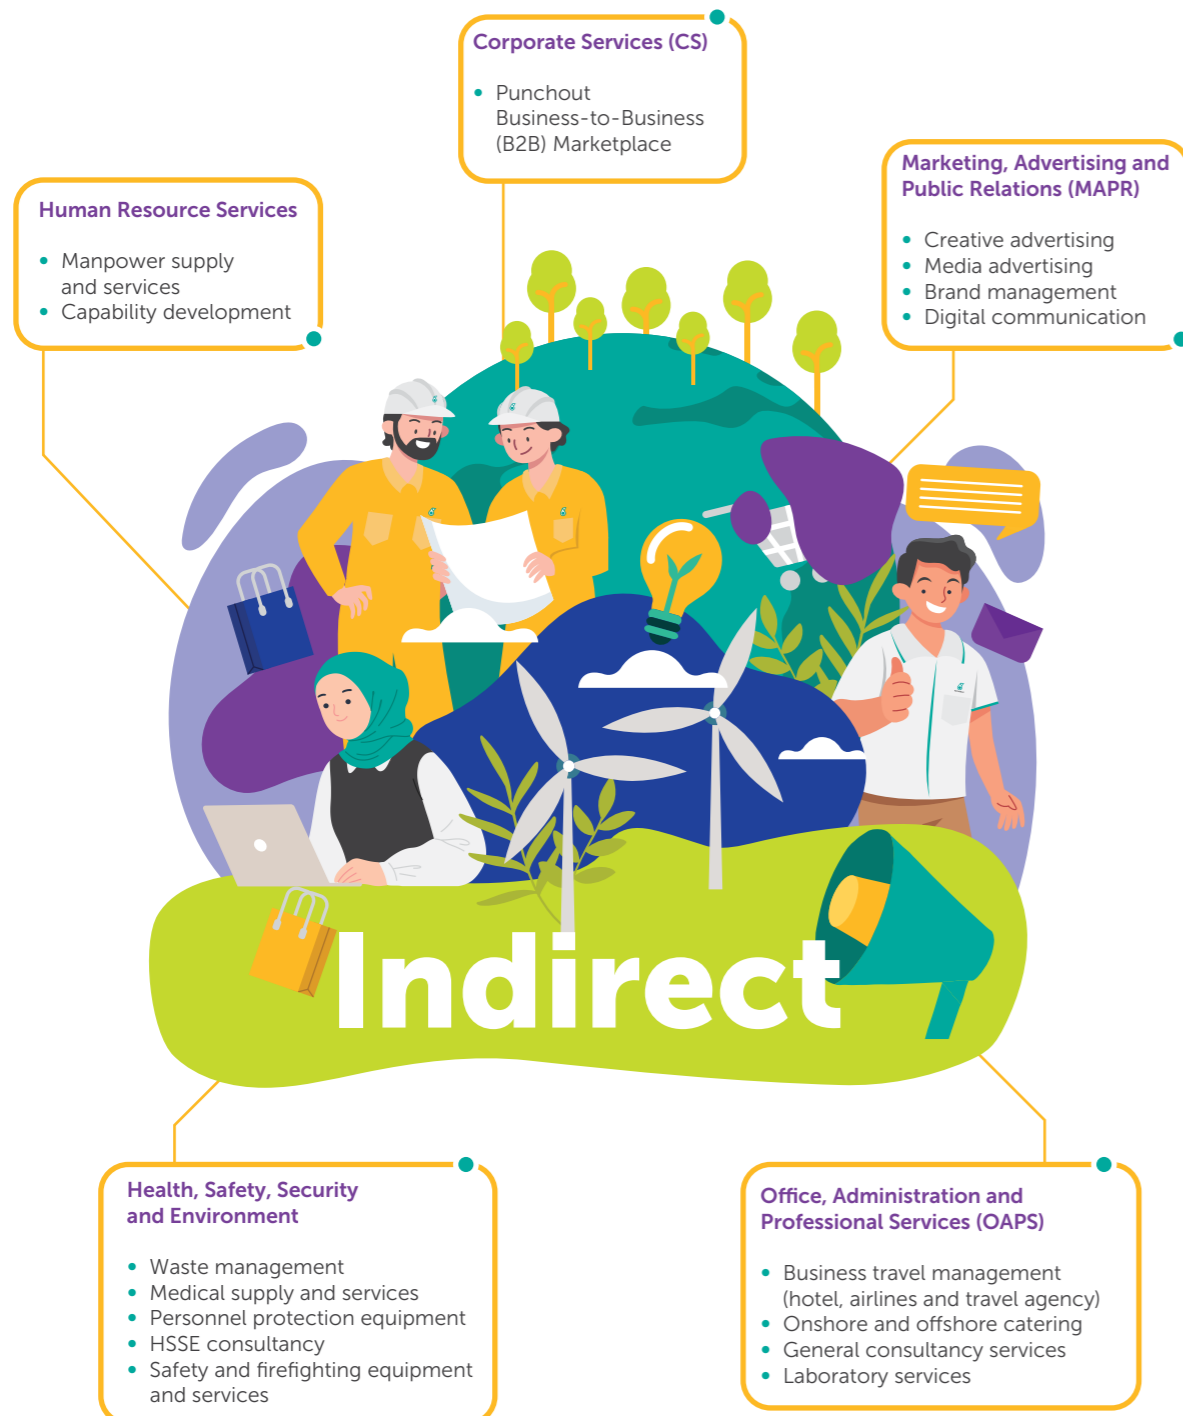 Corporate Services (CS)
• Punchout
Business-to-Business
(B2B) Marketplace
Marketing, Advertising and
Public Relations (MAPR)
• Creative advertising
• Media advertising
• Brand management
• Digital communication
Human Resource Services
• Manpower supply
and services
• Capability development
Indirect
Health, Safety, Security
and Environment
• Waste management
• Medical supply and services
• Personnel protection equipment
• HSSE consultancy
• Safety and firefighting equipment
and services
Office, Administration and
Professional Services (OAPS)
• Business travel management
(hotel, airlines and travel agency)
• Onshore and offshore catering
• General consultancy services
• Laboratory services